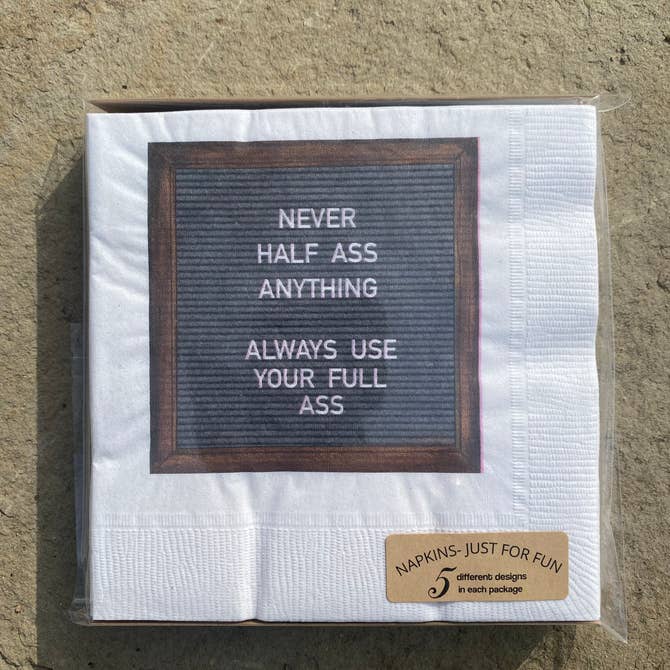 NEVER
HALF ASS
ANYTHING
ALWAYS USE
YOUR FULL
ASS
NAPKINS- JUST FOR FUN
5 different designs
in each package